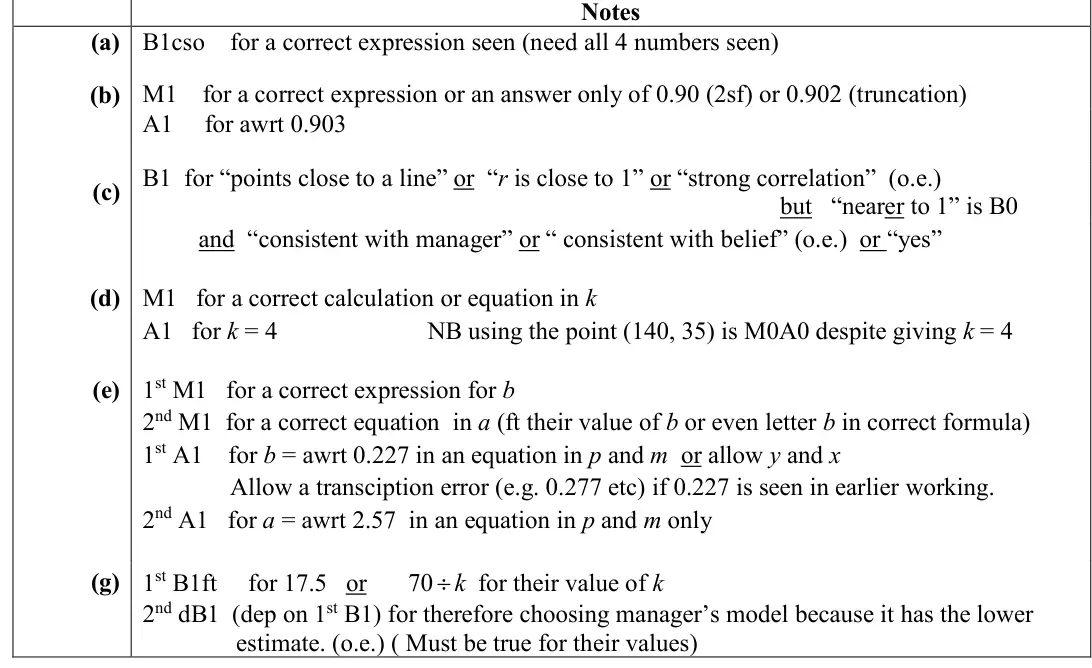 Notes
(a) B1cso for a correct expression seen (need all 4 numbers seen)
(b) M1 for a correct expression or an answer only of 0.90 (2sf) or 0.902 (truncation)
A1 for awrt 0.903
(c) B1 for “points close to a line” or “r is close to 1” or “strong correlation” (o.e.)
but “nearer to 1” is B0
and “consistent with manager” or “ consistent with belief” (o.e.) or “yes”
(d) M1 for a correct calculation or equation in k
A1 for k = 4 NB using the point (140, 35) is M0A0 despite giving k = 4
(e) 1st M1 for a correct expression for b
2nd M1 for a correct equation in a (ft their value of b or even letter b in correct formula)
1st A1 for b = awrt 0.227 in an equation in p and m or allow y and x
Allow a transciption error (e.g. 0.277 etc) if 0.227 is seen in earlier working.
2nd A1 for a = awrt 2.57 in an equation in p and m only
(g) 1st B1ft for 17.5 or 70 ÷ k for their value of k
2nd dB1 (dep on 1st B1) for therefore choosing manager’s model because it has the lower
estimate. (o.e.) ( Must be true for their values)